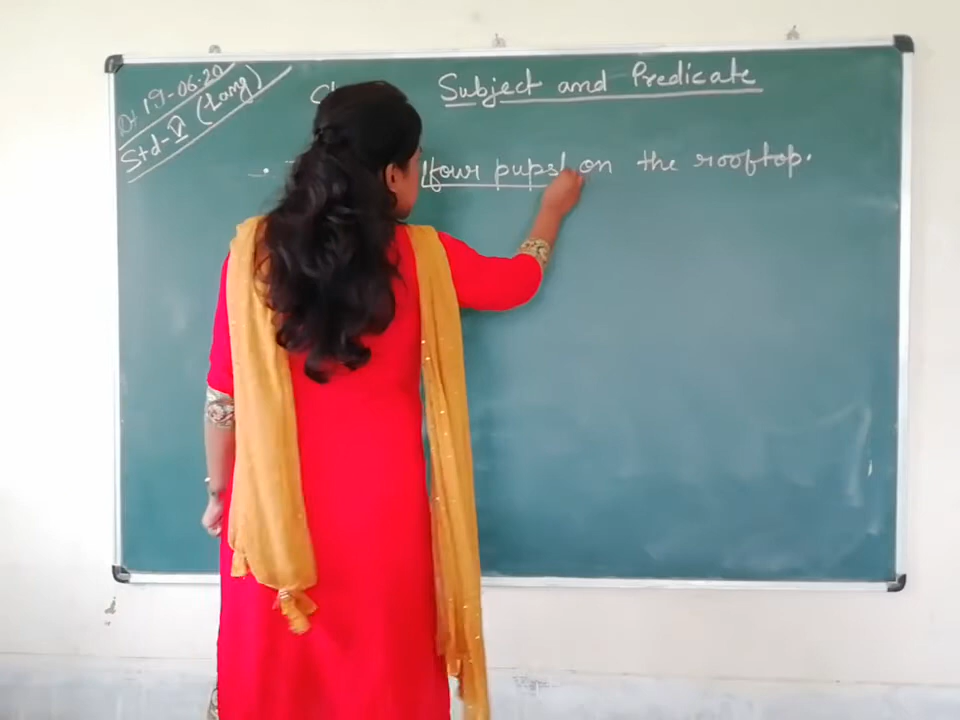 Dt 19-06-20
Std-V (Lang)
Subject and Predicate
four pups on the rooftop.